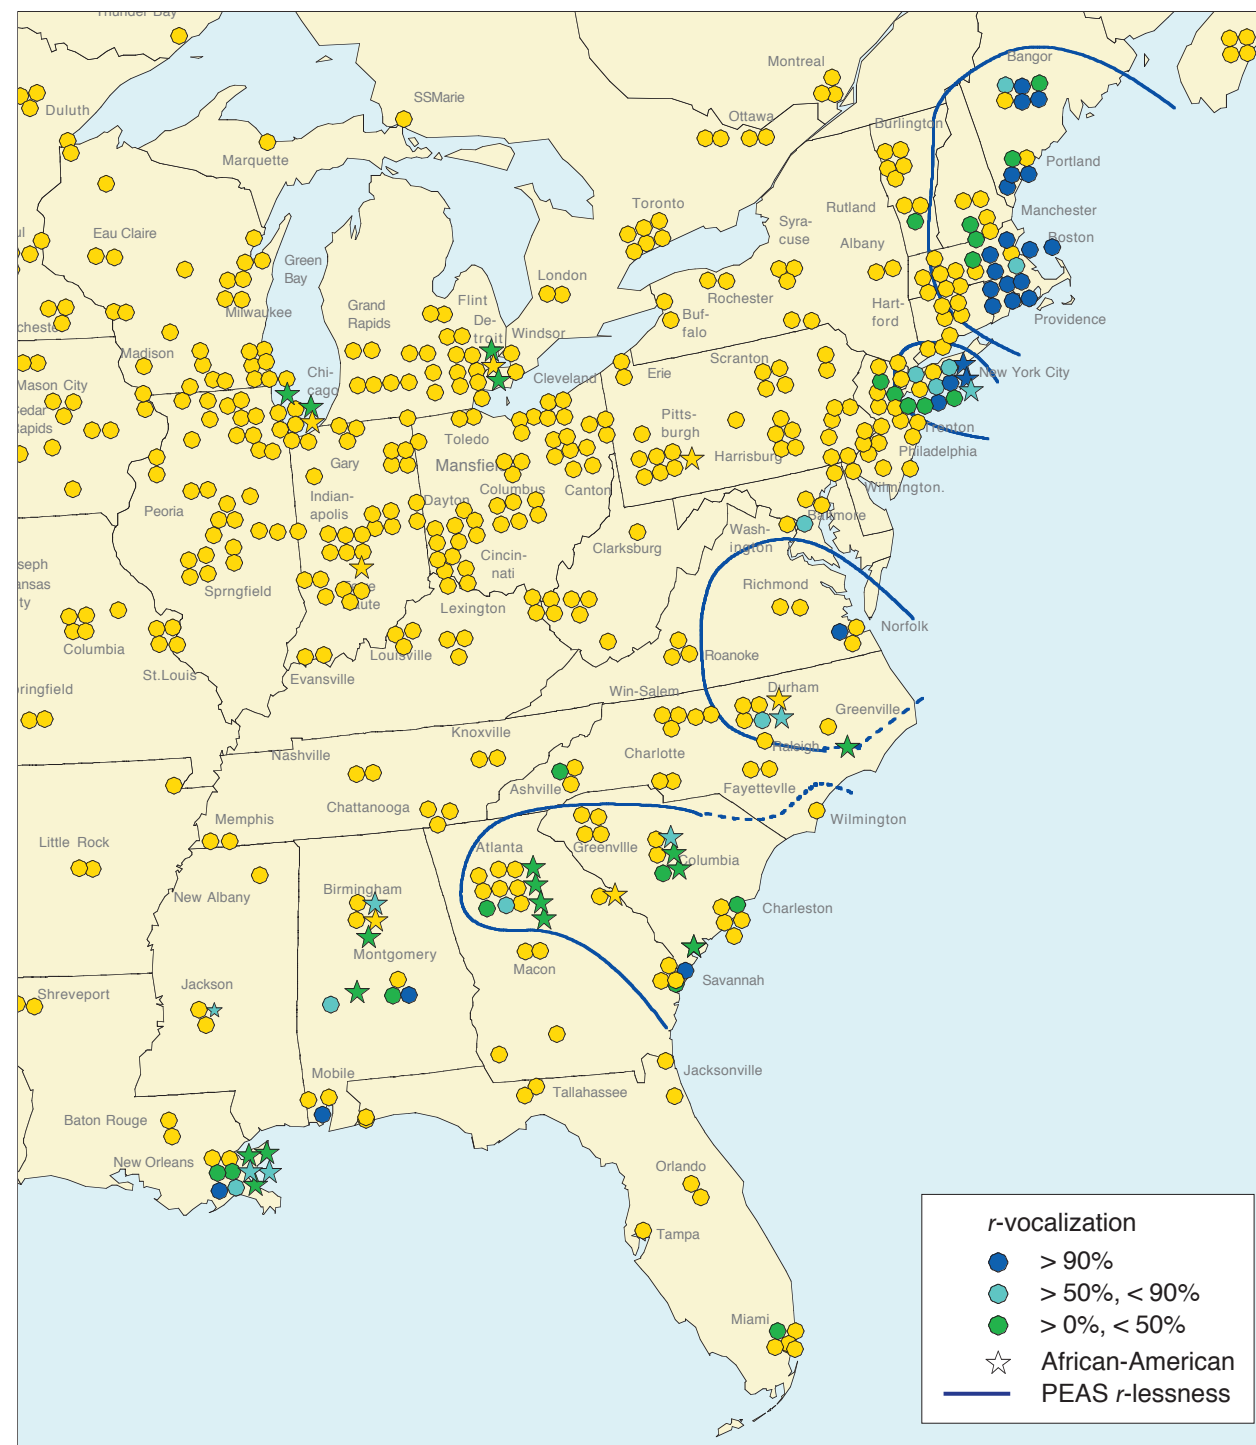 Thunder Bay
Bangor
Montreal
SSMarie
Duluth
Ottawa
Burlington
Marquette
Portland
Toronto
Rutland
Manchester
Syra-
cuse
Eau Claire
Boston
Albany
Green
Bay
London
Rochester
Flint
Grand
Rapids
Hart-
ford
Milwaukee
Buf-
falo
De-
troit
Windsor
Providence
Madison
Scranton
Erie
Chi-
cago
Cleveland
New York City
Mason City
Pitts-
burgh
Trenton
Toledo
Philadelphia
Harrisburg
Gary
Mansfield
Wilmington.
Columbus
Canton
Indian-
apolis
Dayton
Peoria
Baltimore
Wash-
ington
Clarksburg
Cincin-
nati
Richmond
Sprngfield
Lexington
Norfolk
Columbia
Louisville
Roanoke
St.Louis
Evansville
Durham
Win-Salem
Greenville
Knoxville
Raleigh
Nashville
Charlotte
Asheville
Fayettevlle
Chattanooga
Memphis
Wilmington
Little Rock
Atlanta
Greenvllle
Columbia
Birmingham
New Albany
Charleston
Montgomery
Macon
Savannah
Jackson
Shreveport
Jacksonville
Mobile
Tallahassee
Baton Rouge
New Orleans
Orlando
Tampa
Miami
r-vocalization
> 90%
> 50%, < 90%
> 0%, < 50%
African-American
PEAS r-lessness